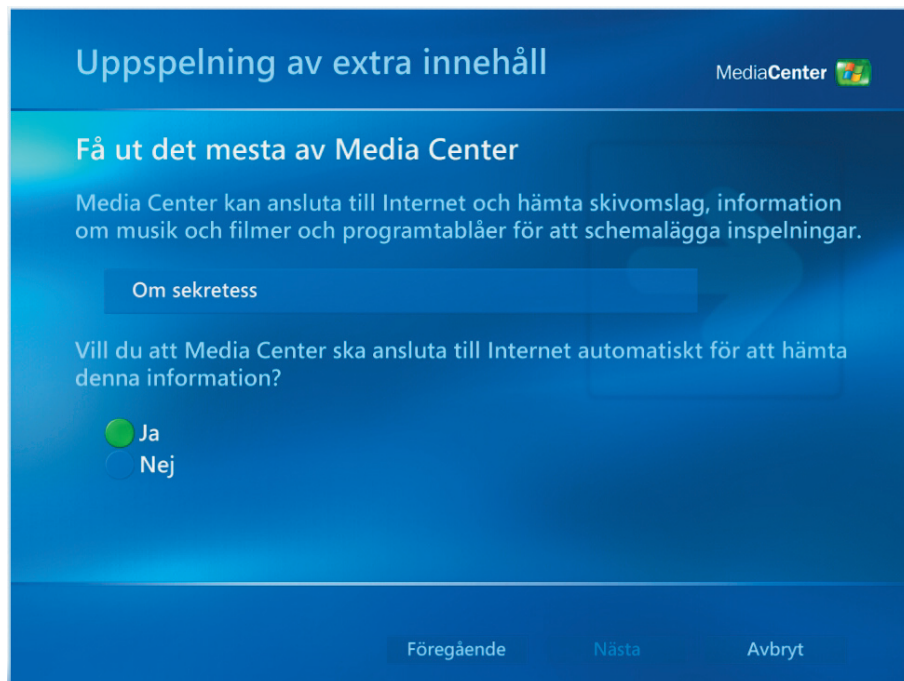 Uppspelning av extra innehåll
MediaCenter
Få ut det mesta av Media Center
Media Center kan ansluta till Internet och hämta skivomslag, information
om musik och filmer och programtablåer för att schemalägga inspelningar.
Om sekretess
Vill du att Media Center ska ansluta till Internet automatiskt för att hämta
denna information?
Ja
Nej
Föregående Nästa Avbryt